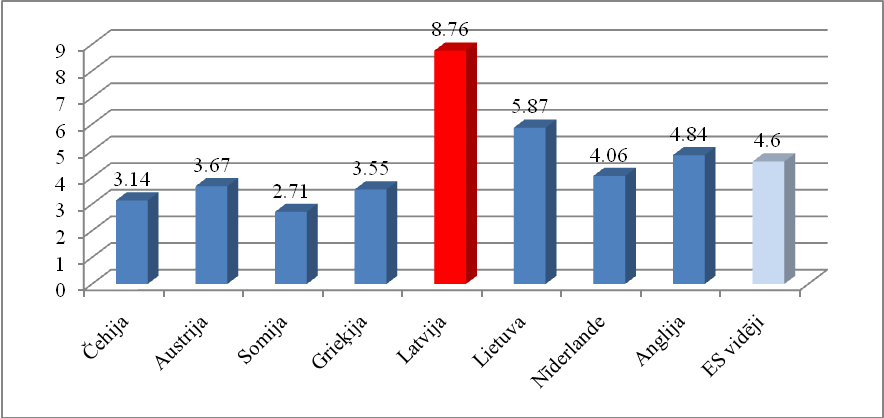 9
8
7
6
5
4
3
2
1
0
3.14
3.67
2.71
3.55
8.76
5.87
4.06
4.84
4.6
Čehija
Austrija
Somija
Grieķija
Latvija
Lietuva
Nīderlande
Anglija
ES vidēji